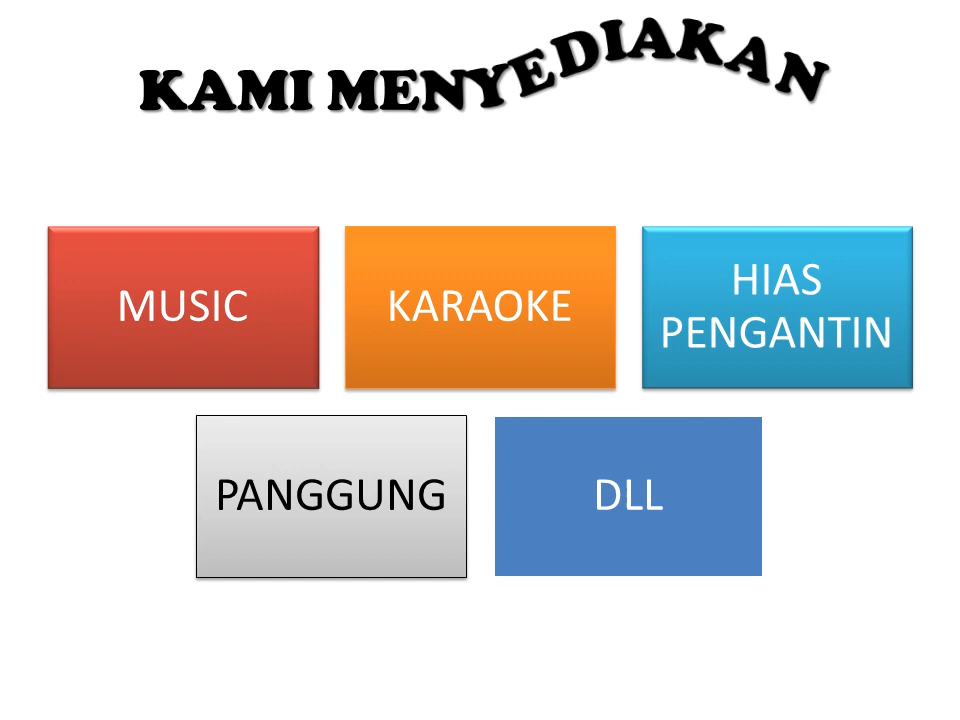 KAMI MENYEDIAKAN
MUSIC
KARAOKE
HIAS
PENGANTIN
PANGGUNG
DLL